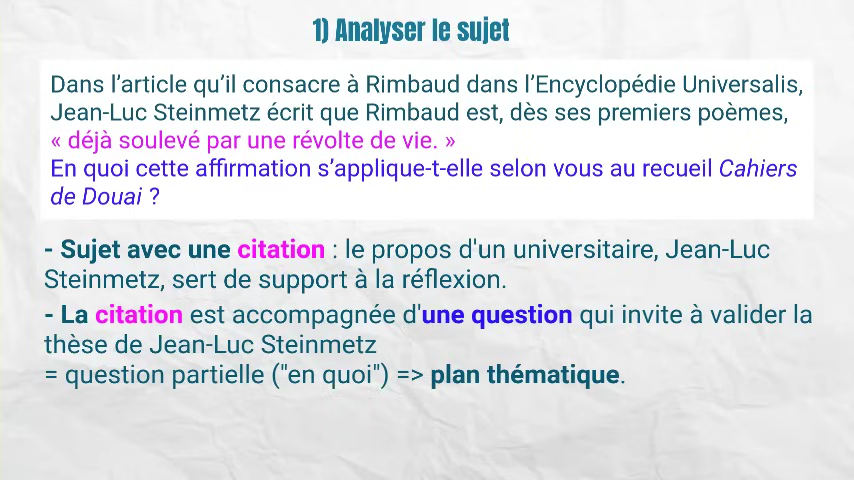 1) Analyser le sujet
Dans l’article qu’il consacre à Rimbaud dans l’Encyclopédie Universalis,
Jean-Luc Steinmetz écrit que Rimbaud est, dès ses premiers poèmes,
« déjà soulevé par une révolte de vie. »
En quoi cette affirmation s’applique-t-elle selon vous au recueil Cahiers
de Douai ?
- Sujet avec une citation : le propos d'un universitaire, Jean-Luc
Steinmetz, sert de support à la réflexion.
- La citation est accompagnée d'une question qui invite à valider la
thèse de Jean-Luc Steinmetz
= question partielle ("en quoi") => plan thématique.